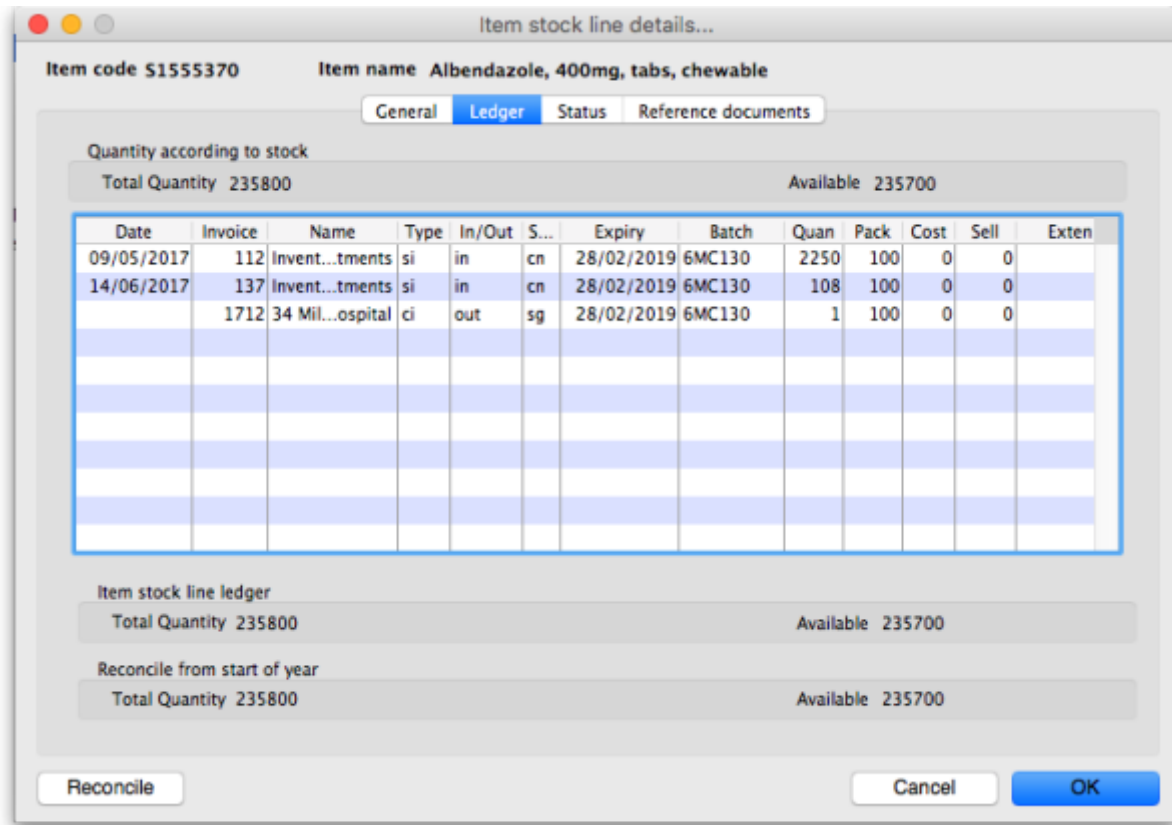 Item stock line details...
Item code S1555370 Item name Albendazole, 400mg, tabs, chewable
General Ledger Status Reference documents
Quantity according to stock
Total Quantity 235800 Available 235700
Date Invoice Name Type In/Out S... Expiry Batch Quan Pack Cost Sell Exten
09/05/2017 112 Invent...tments si in cn 28/02/2019 6MC130 2250 100 0 0
14/06/2017 137 Invent...tments si in cn 28/02/2019 6MC130 108 100 0 0
1712 34 Mil...ospital ci out sg 28/02/2019 6MC130 1 100 0 0
Item stock line ledger
Total Quantity 235800 Available 235700
Reconcile from start of year
Total Quantity 235800 Available 235700
Reconcile Cancel OK